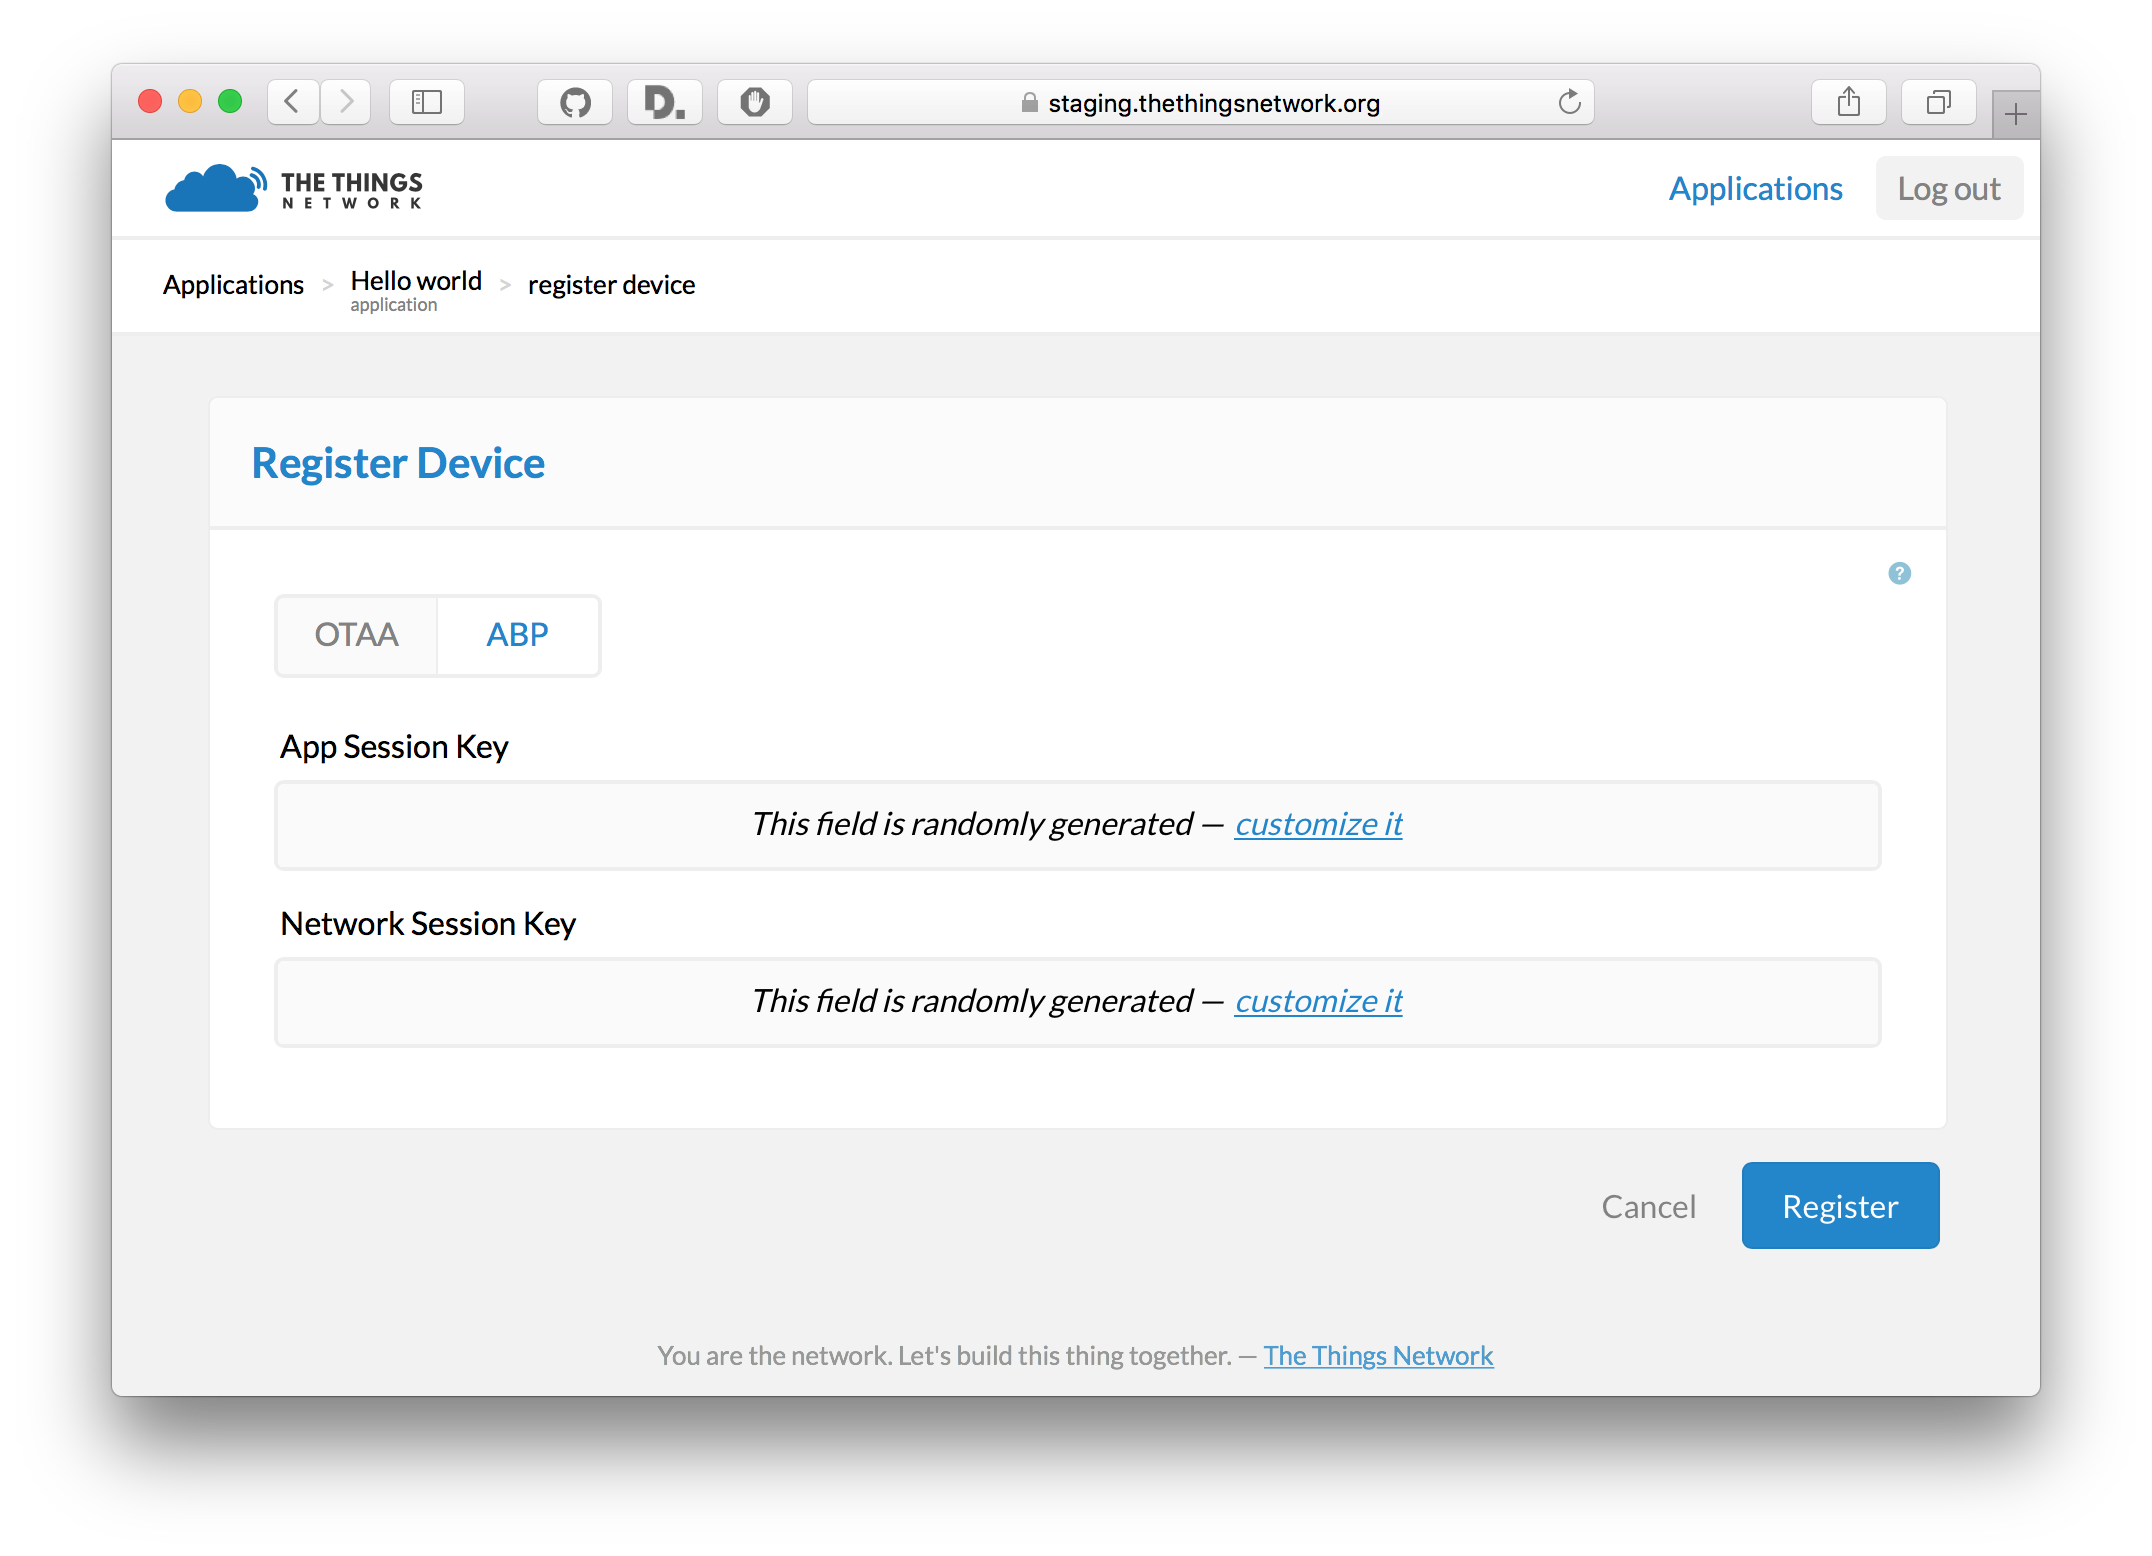 D.
staging.thethingsnetwork.org
THE THINGS
NETWORK
Applications
Log out
Applications > Hello world > register device
application
Register Device
?
OTAA
ABP
App Session Key
This field is randomly generated — customize it
Network Session Key
This field is randomly generated — customize it
Cancel
Register
You are the network. Let's build this thing together. — The Things Network